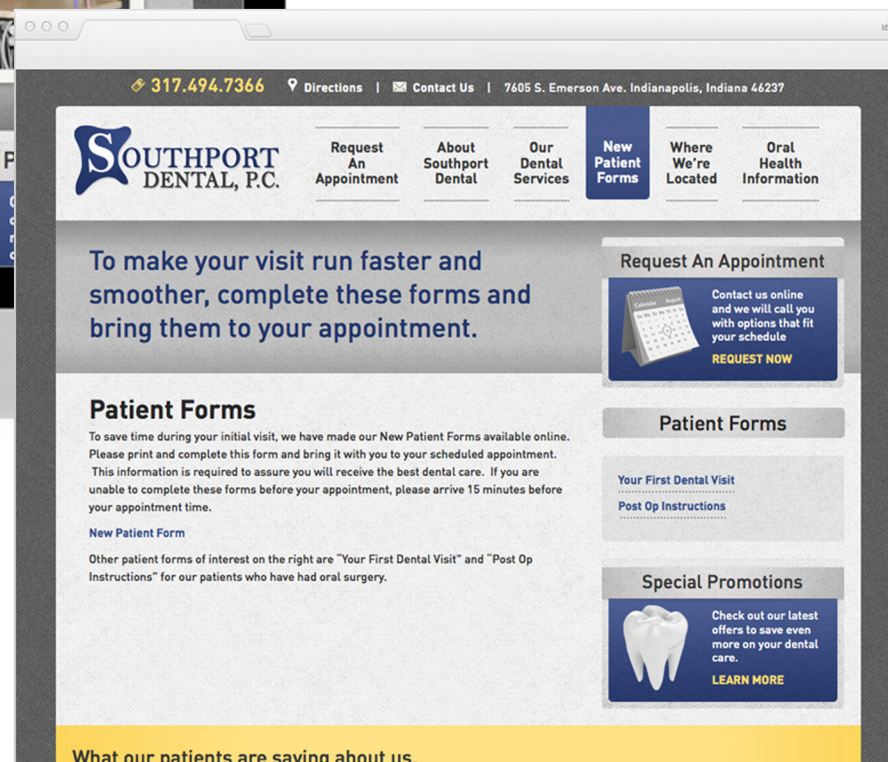 317.494.7366 Directions | Contact Us | 7605 S. Emerson Ave. Indianapolis, Indiana 46237
SOUTHPORT
DENTAL, P.C.
Request
An
Appointment
About
Southport
Dental
Our
Dental
Services
New
Patient
Forms
Where
We're
Located
Oral
Health
Information
To make your visit run faster and
smoother, complete these forms and
bring them to your appointment.
Request An Appointment
Calendar August
Contact us online
and we will call you
with options that fit
your schedule
REQUEST NOW
Patient Forms
To save time during your initial visit, we have made our New Patient Forms available online.
Please print and complete this form and bring it with you to your scheduled appointment.
This information is required to assure you will receive the best dental care. If you are
unable to complete these forms before your appointment, please arrive 15 minutes before
your appointment time.
New Patient Form
Other patient forms of interest on the right are "Your First Dental Visit" and "Post Op
Instructions" for our patients who have had oral surgery.
Patient Forms
Your First Dental Visit
Post Op Instructions
Special Promotions
Check out our latest
offers to save even
more on your dental
care.
LEARN MORE
What our patients are saying about us.